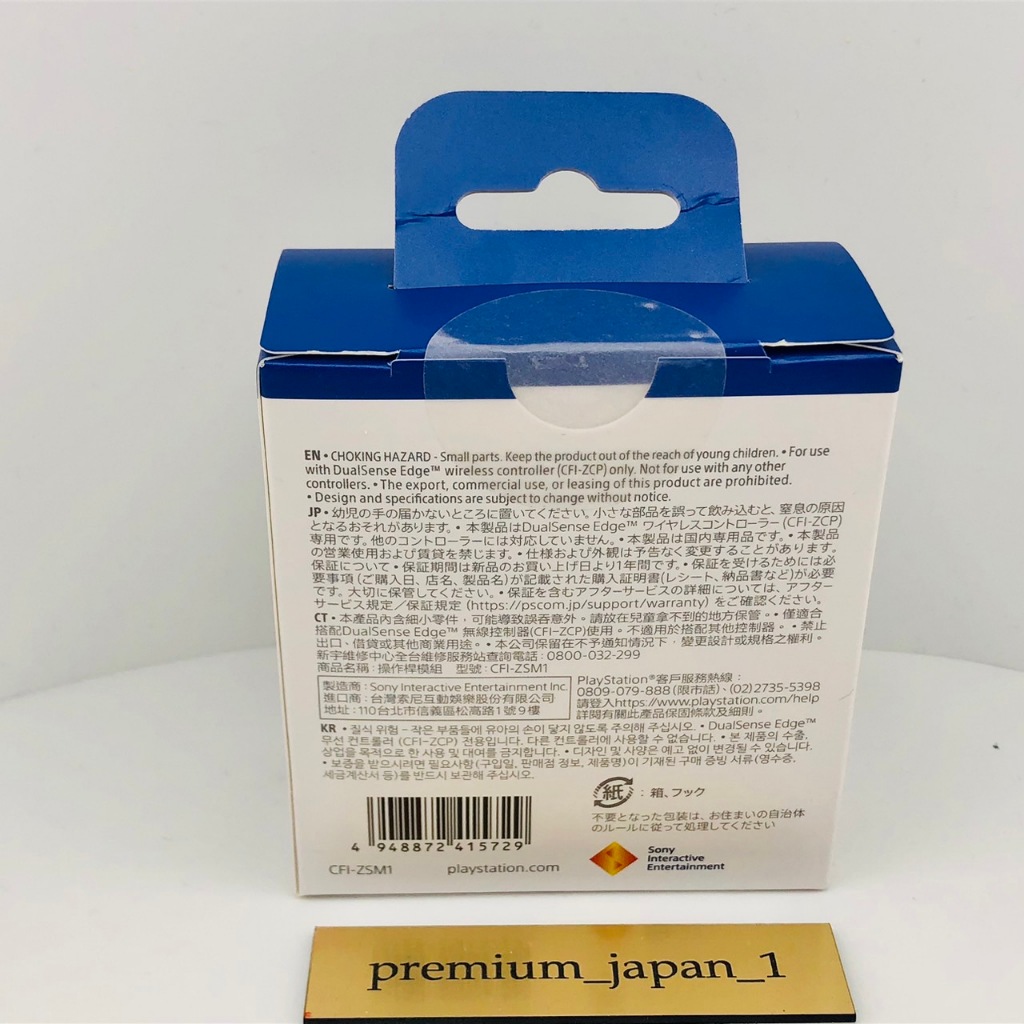 EN • CHOKING HAZARD - Small parts. Keep the product out of the reach of young children. • For use
with DualSense Edge™ wireless controller (CFI-ZCP) only. Not for use with any other
controllers. • The export, commercial use, or leasing of this product are prohibited.
• Design and specifications are subject to change without notice.
JP • 幼児の手の届かないところに置いてください。小さな部品を誤って飲み込むと、窒息の原因
となるおそれがあります。• 本製品はDualSense Edge™ ワイヤレスコントローラー (CFI-ZCP)
専用です。他のコントローラーには対応していません。• 本製品は国内専用品です。• 本製品
の営業使用および賃貸を禁じます。• 仕様および外観は予告なく変更することがあります。
保証について • 保証期間は新品のお買い上げ日より1年間です。• 保証を受けるためには必
要事項 (ご購入日、店名、製品名) が記載された購入証明書(レシート、納品書など)が必要
です。大切に保管してください。• 保証を含むアフターサービスの詳細については、アフター
サービス規定／保証規定 (https://pscom.jp/support/warranty) をご確認ください。
CT • 本產品內含細小零件，可能導致誤吞意外。請放在兒童拿不到的地方保管。• 僅適合
搭配DualSense Edge™ 無線控制器(CFI-ZCP)使用。不適用於搭配其他控制器。• 禁止
出口、借貸或其他商業用途。• 本公司保留在不予通知情況下，變更設計或規格之權利。
新宇維修中心全台維修服務站查詢電話：0800-032-299
商品名稱：操作桿模組 型號：CFI-ZSM1
製造商：Sony Interactive Entertainment Inc.
進口商：台灣索尼互動娛樂股份有限公司
地址：110台北市信義區松高路1號9樓
PlayStation®客戶服務熱線：
0809-079-888 (限市話)、(02)2735-5398
請登入https://www.playstation.com/help
詳閱有關此產品保固條款及細則。
KR • 질식 위험 - 작은 부품들에 유아의 손이 닿지 않도록 주의해 주십시오. • DualSense Edge™
무선 컨트롤러 (CFI-ZCP) 전용입니다. 다른 컨트롤러에 사용할 수 없습니다. • 본 제품의 수출,
상업을 목적으로 한 사용 및 대여를 금지합니다. • 디자인 및 사양은 예고 없이 변경될 수 있습니다.
• 보증을 받으시려면 필요사항 (구입일, 판매점 정보, 제품명)이 기재된 구매 증빙 서류(영수증,
세금계산서 등)를 반드시 보관해 주십시오.
紙 : 箱、フック
不要となった包装は、お住まいの自治体
のルールに従って処理してください
4 948872 415729
CFI-ZSM1
playstation.com
Sony
Interactive
Entertainment
premium_japan_1